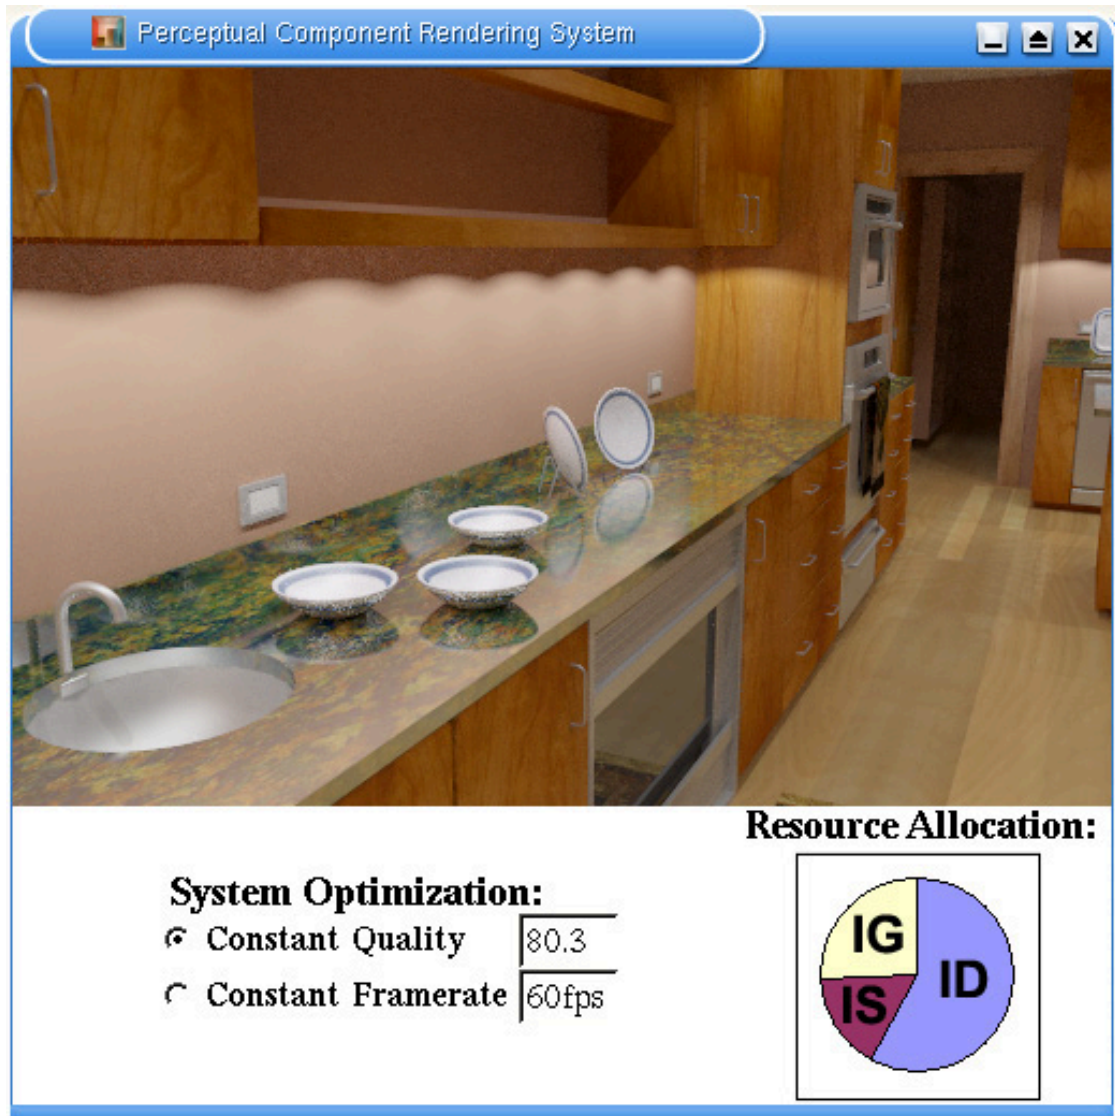 Perceptual Component Rendering System
Resource Allocation:
System Optimization:
Constant Quality 80.3
Constant Framerate 60fps
IG
ID
IS